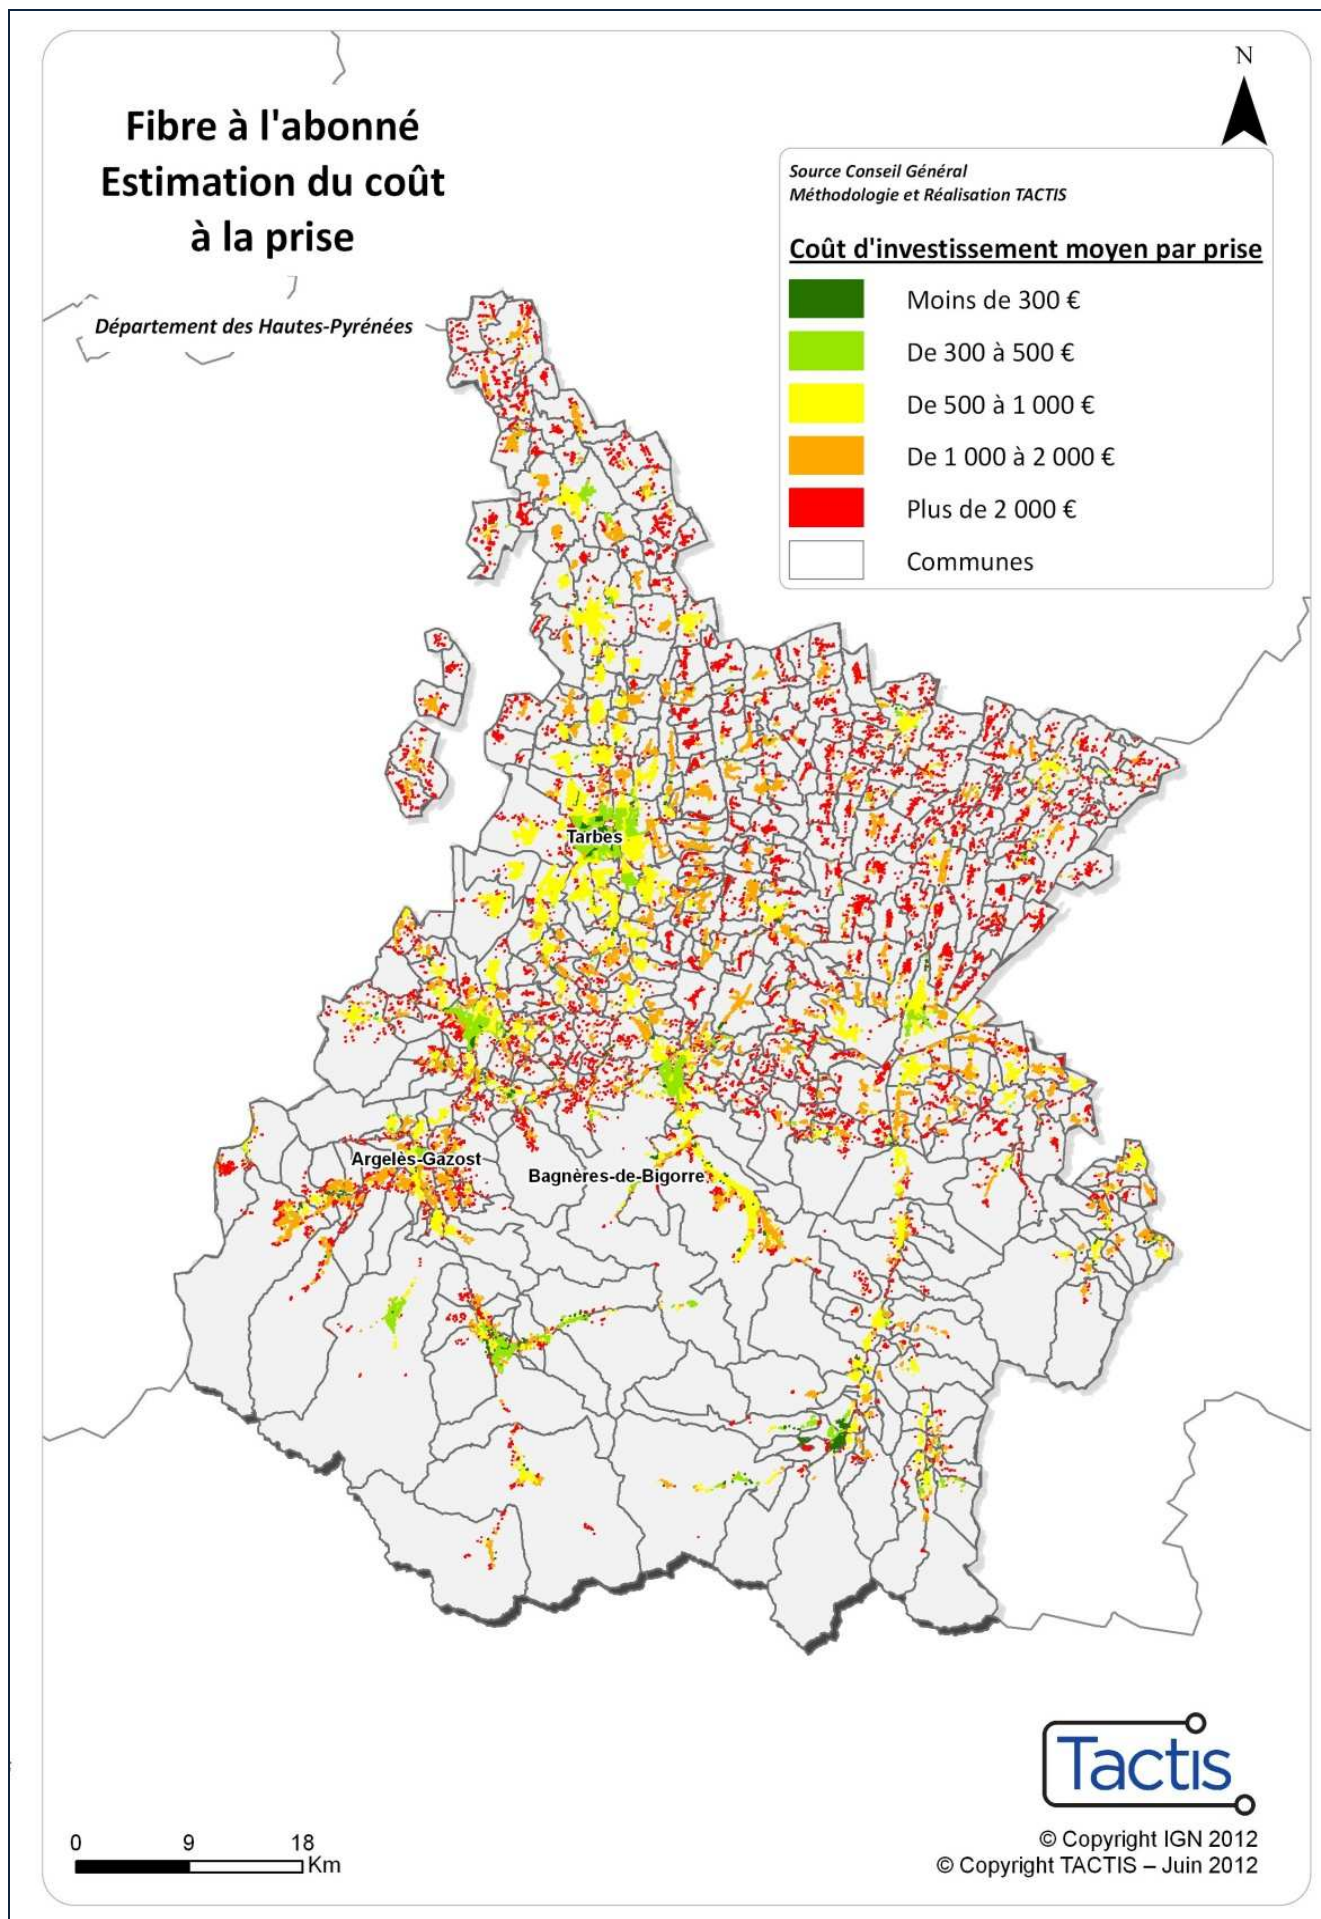 N
Fibre à l'abonné
Estimation du coût
à la prise
Département des Hautes-Pyrénées
Source Conseil Général
Méthodologie et Réalisation TACTIS
Coût d'investissement moyen par prise
Moins de 300 €
De 300 à 500 €
De 500 à 1 000 €
De 1 000 à 2 000 €
Plus de 2 000 €
Communes
Tarbes
Argelès-Gazost
Bagnères-de-Bigorre
Tactis
0 9 18
Km
© Copyright IGN 2012
© Copyright TACTIS – Juin 2012